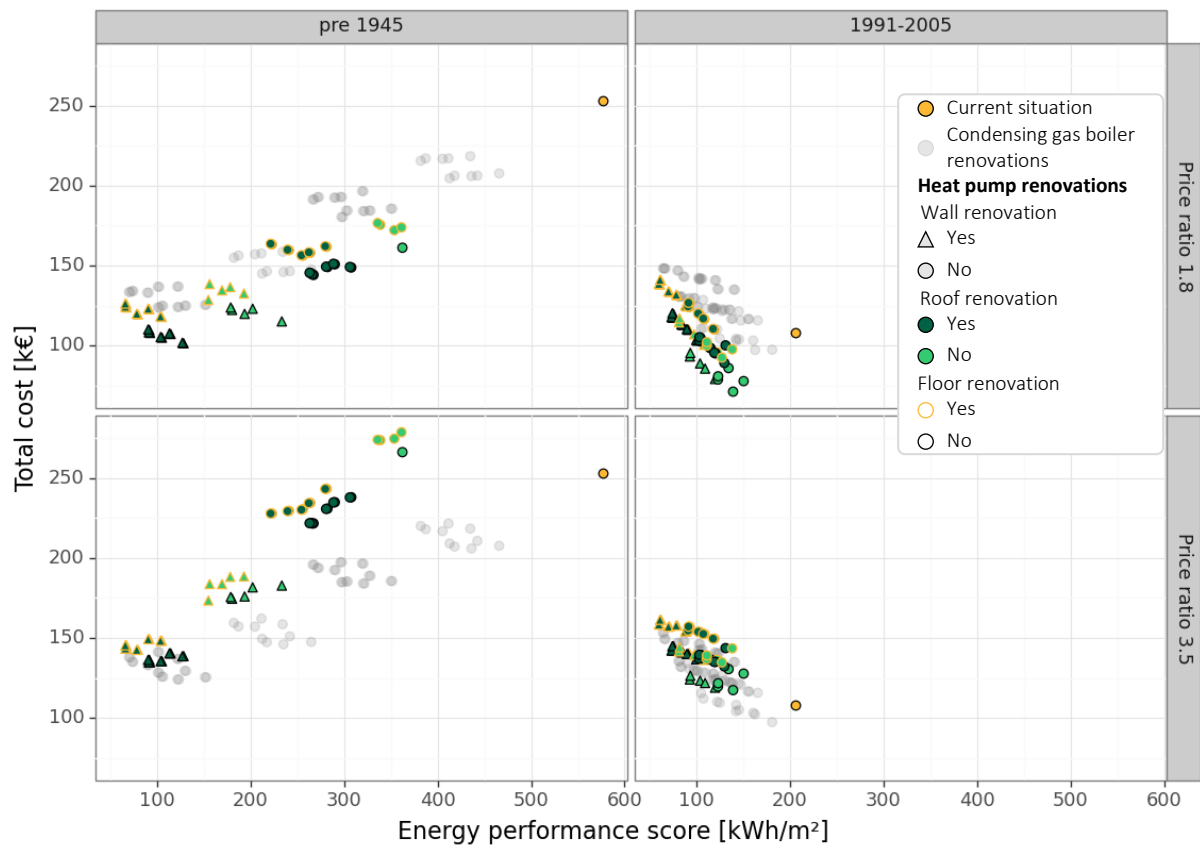 pre 1945
1991-2005
Price ratio 1.8
Price ratio 3.5
Total cost [k€]
250
200
150
100
250
200
150
100
Current situation
Condensing gas boiler
renovations
Heat pump renovations
Wall renovation
Yes
No
Roof renovation
Yes
No
Floor renovation
Yes
No
100 200 300 400 500 600
100 200 300 400 500 600
Energy performance score [kWh/m²]